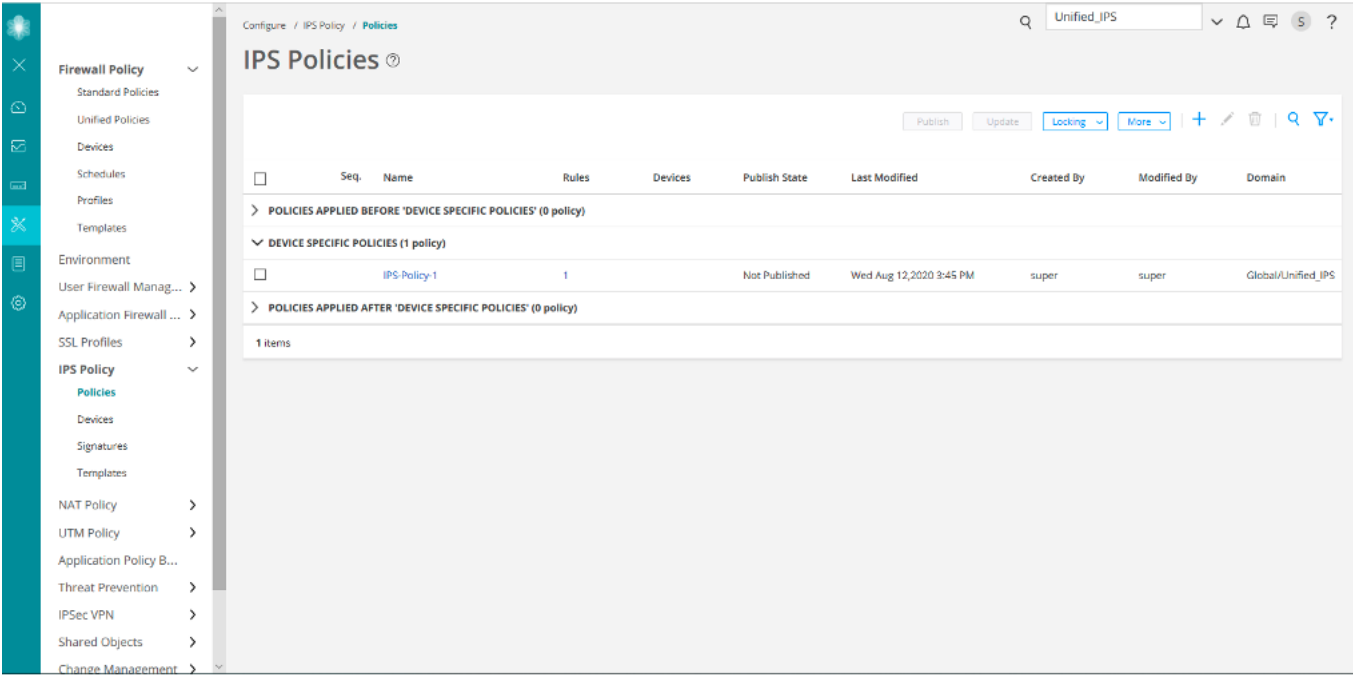 Configure / IPS Policy / Policies
Unified_IPS
S ?
IPS Policies ?
Firewall Policy
Standard Policies
Unified Policies
Devices
Schedules
Profiles
Templates
Environment
User Firewall Manag...
Application Firewall ...
SSL Profiles
IPS Policy
Policies
Devices
Signatures
Templates
NAT Policy
UTM Policy
Application Policy B...
Threat Prevention
IPSec VPN
Shared Objects
Change Management
Publish Update Locking More
Seq. Name Rules Devices Publish State Last Modified Created By Modified By Domain
POLICIES APPLIED BEFORE 'DEVICE SPECIFIC POLICIES' (0 policy)
DEVICE SPECIFIC POLICIES (1 policy)
IPS-Policy-1 1 Not Published Wed Aug 12,2020 3:45 PM super super Global/Unified_IPS
POLICIES APPLIED AFTER 'DEVICE SPECIFIC POLICIES' (0 policy)
1 items